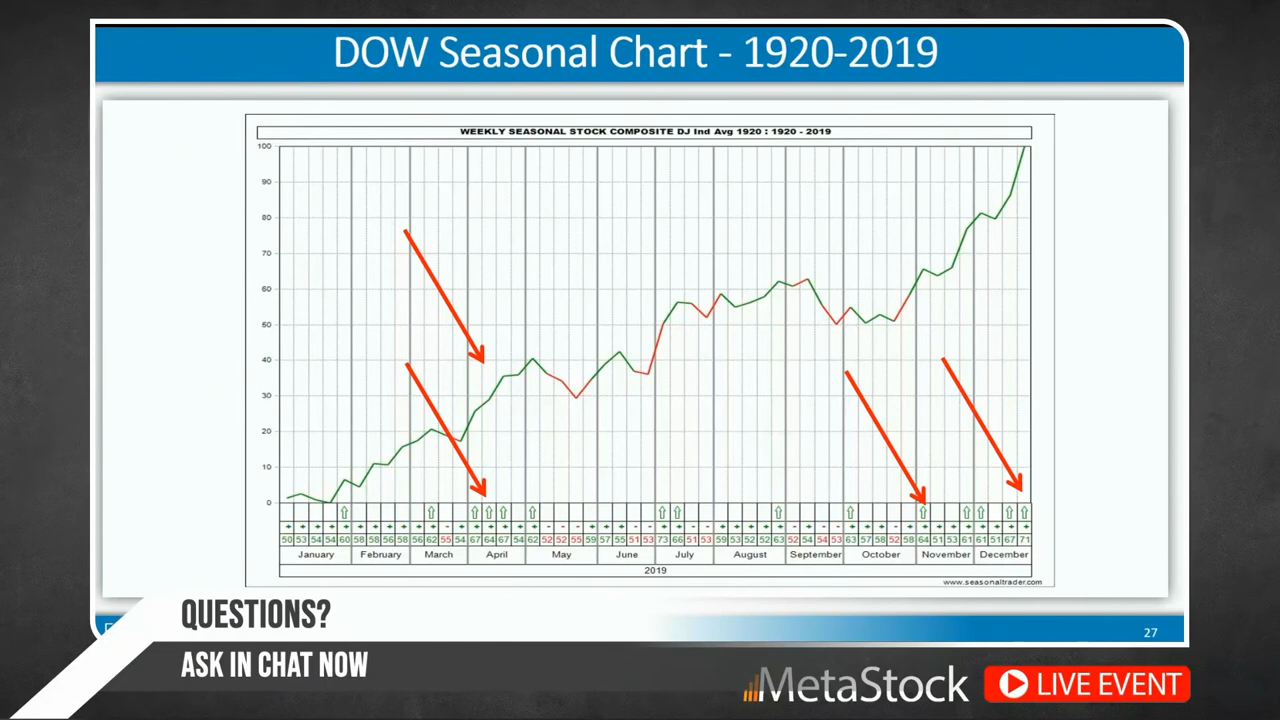 DOW Seasonal Chart - 1920-2019
WEEKLY SEASONAL STOCK COMPOSITE DJ Ind Avg 1920 : 1920 - 2019
100
90
80
70
60
50
40
30
20
10
0
50 53 54 54 60 58 58 56 58 56 62 55 54 67 64 67 54 62 52 52 55 59 57 55 51 53 73 66 51 53 59 53 52 52 63 52 54 54 53 63 57 58 52 58 64 51 53 61 61 51 67 71
January February March April May June July August September October November December
2019
www.seasonaltrader.com
27
QUESTIONS?
ASK IN CHAT NOW
MetaStock
LIVE EVENT